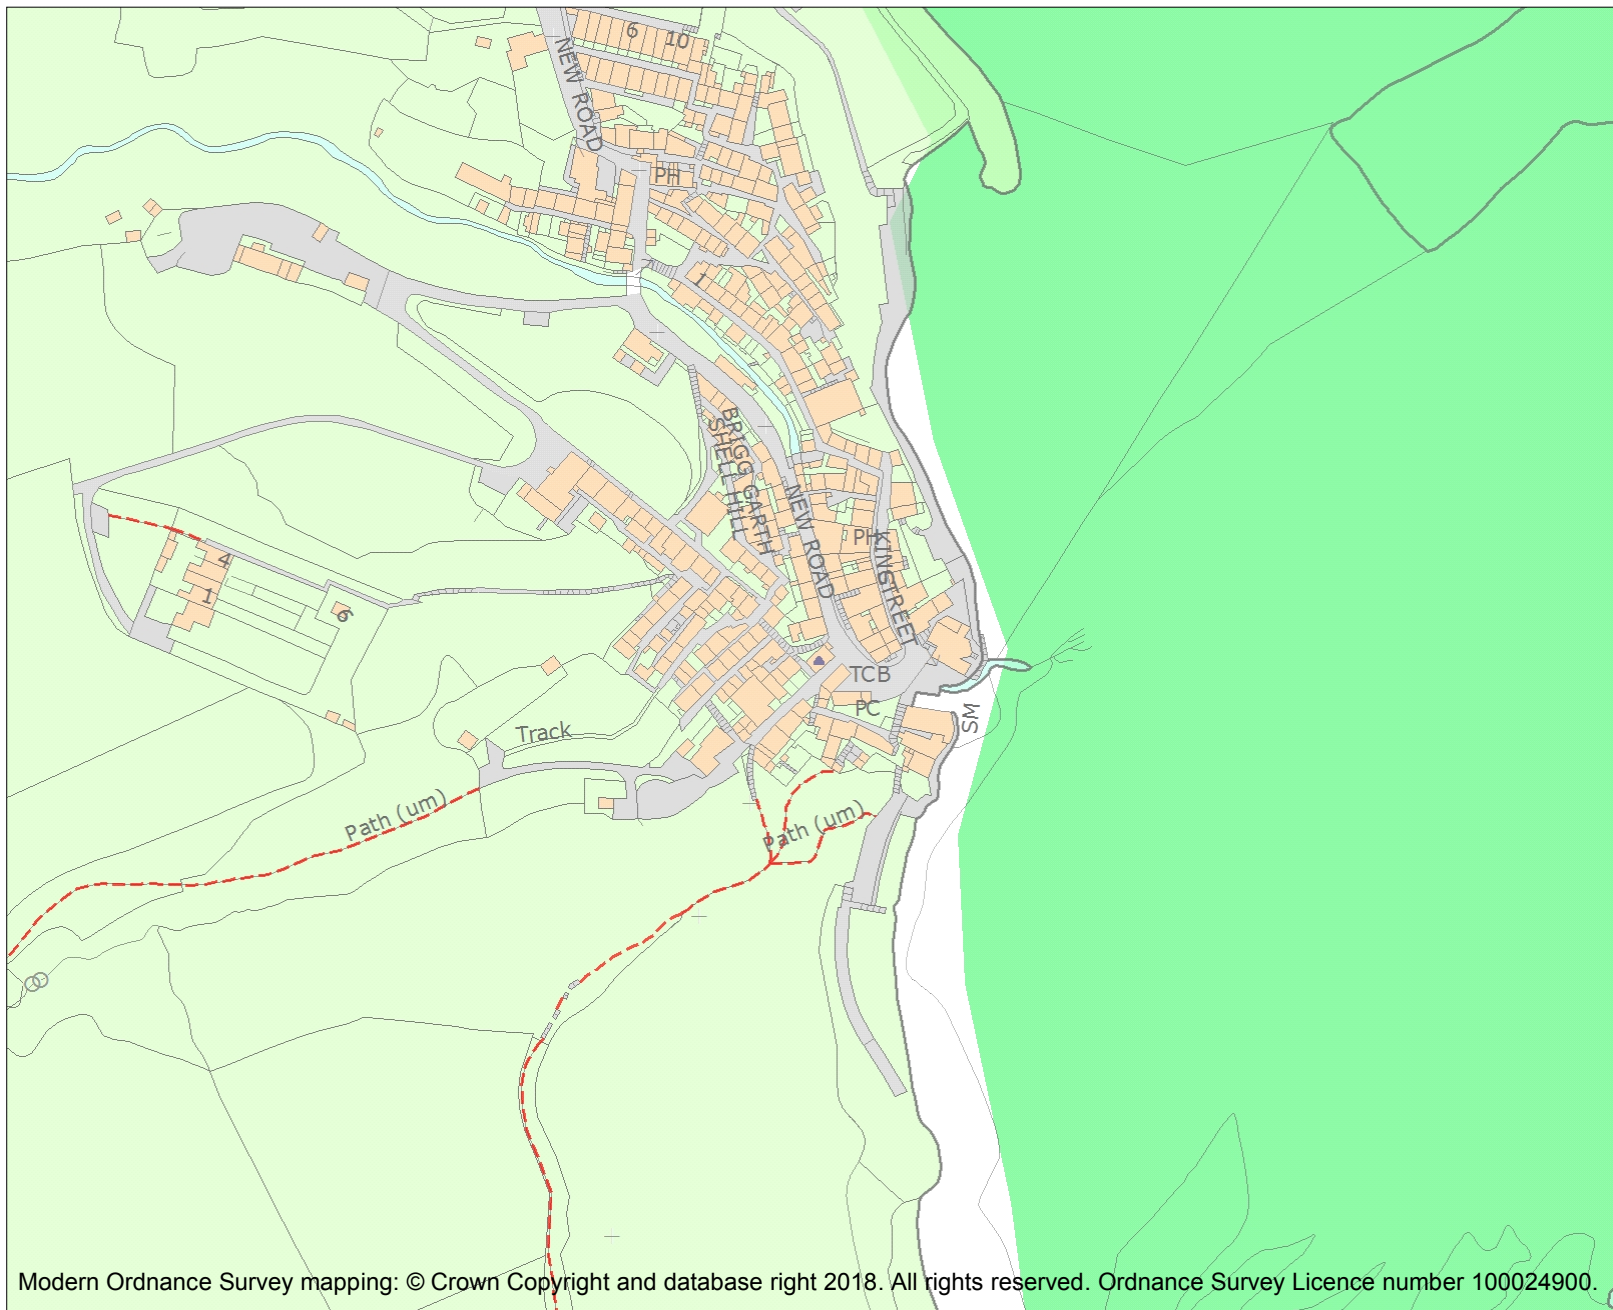 6
10
NEW ROAD
PH
1
BRIGG GARTH
SHELL HILL
NEW ROAD
PH
KINGSTREET
4
1
6
TCB
PC
SM
Track
Path (um)
Path (um)
Modern Ordnance Survey mapping: © Crown Copyright and database right 2018. All rights reserved. Ordnance Survey Licence number 100024900.